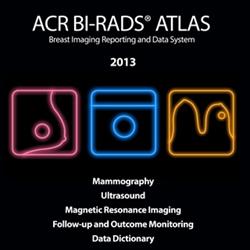 ACR BI-RADS® ATLAS
Breast Imaging Reporting and Data System
2013
Mammography
Ultrasound
Magnetic Resonance Imaging
Follow-up and Outcome Monitoring
Data Dictionary